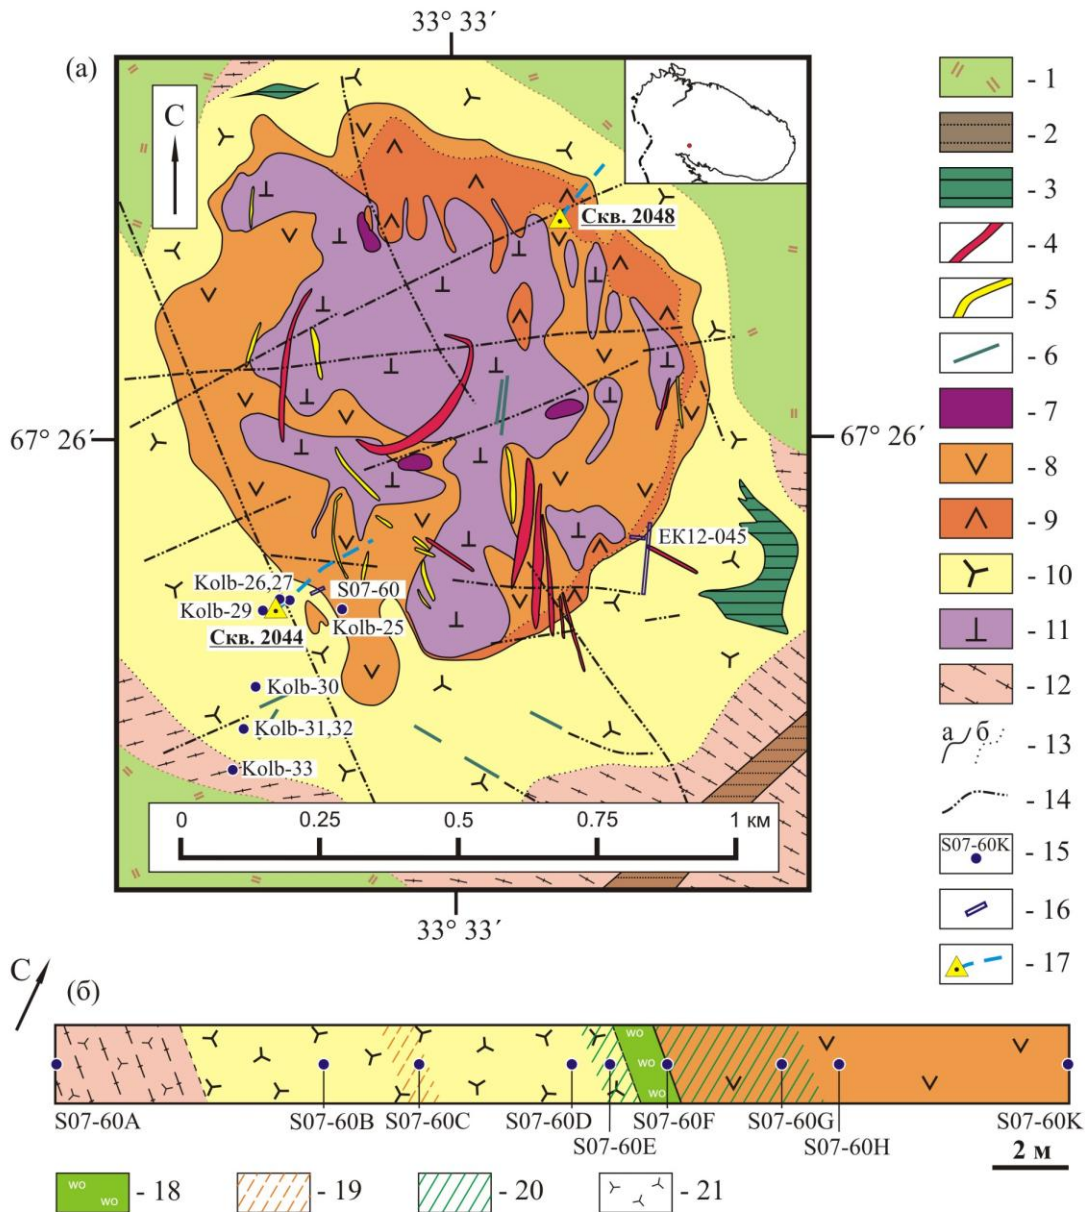 33° 33′
(а)
С
Скв. 2048
67° 26′
67° 26′
ЕК12-045
Kolb-26,27
S07-60
Kolb-29
Kolb-25
Скв. 2044
Kolb-30
Kolb-31,32
Kolb-33
0 0.25 0.5 0.75 1 км
33° 33′
- 1
- 2
- 3
- 4
- 5
- 6
- 7
- 8
- 9
- 10
- 11
- 12
а б - 13
- 14
S07-60K - 15
- 16
- 17
С
(б)
wo
wo
wo
S07-60A S07-60B S07-60C S07-60D S07-60F S07-60G S07-60K
S07-60E S07-60H
2 м
wo wo - 18 - 19 - 20 - 21